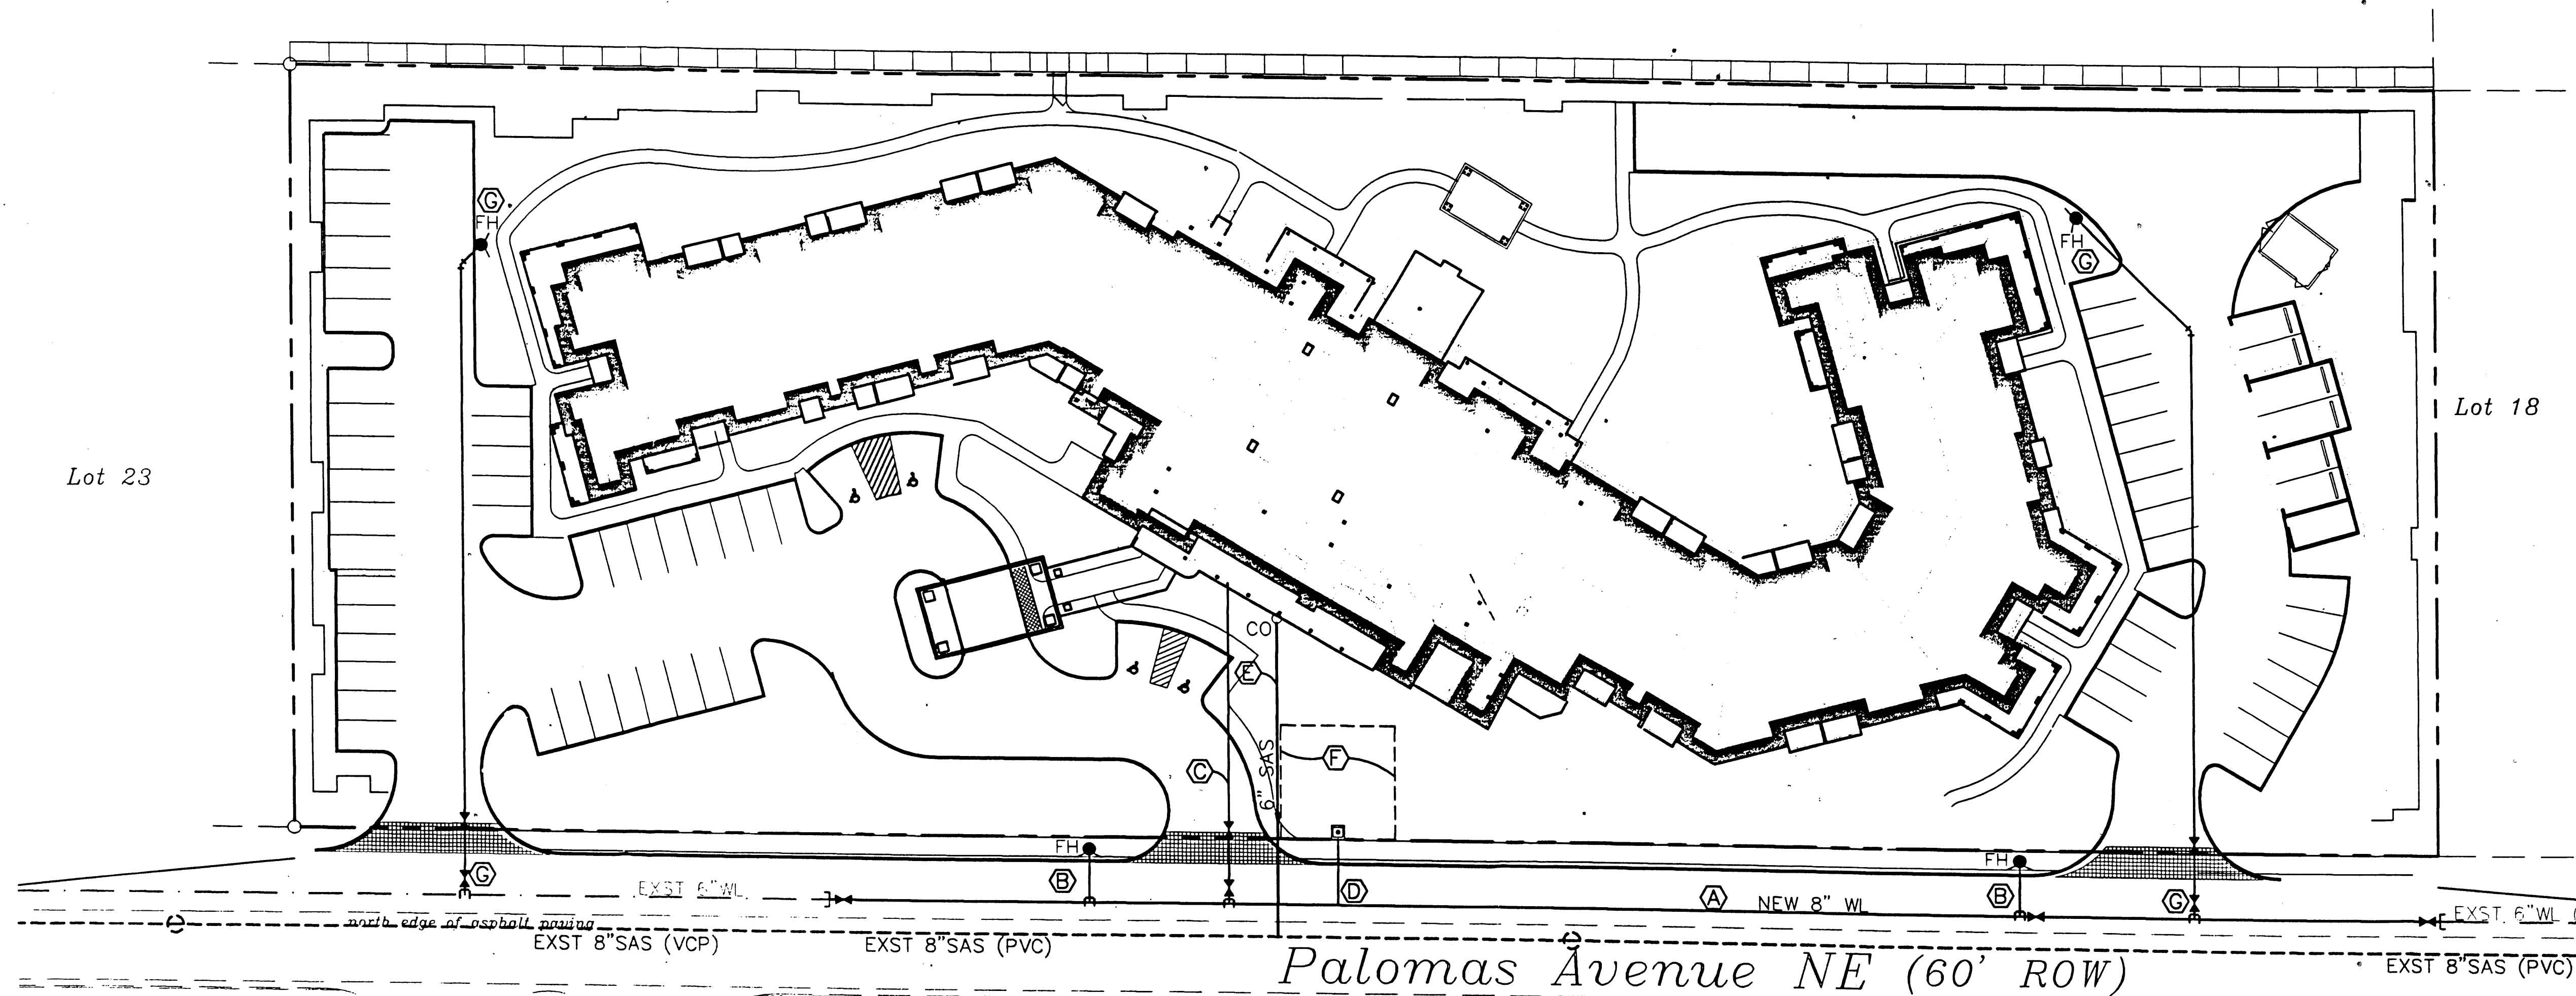 G
FH
FH
G
Lot 18
Lot 23
CO
E
F
C
6" SAS
FH
FH
G
B
D
A
B
G
EXST 6"WL
NEW 8" WL
EXST. 6"WL
north edge of asphalt paving
EXST 8"SAS (VCP)
EXST 8"SAS (PVC)
Palomas Avenue NE (60' ROW)
EXST 8"SAS (PVC)